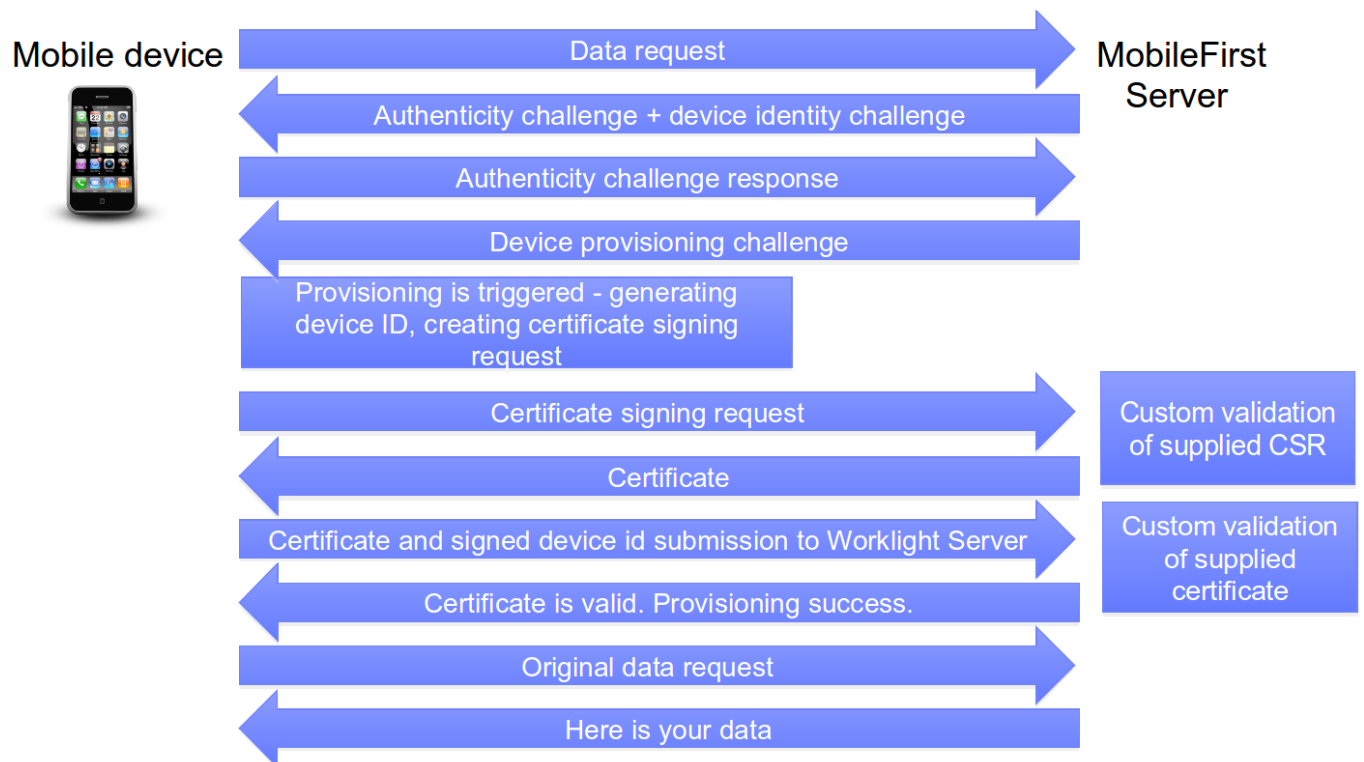 Mobile device
Data request
MobileFirst
Server
Authenticity challenge + device identity challenge
Authenticity challenge response
Device provisioning challenge
Provisioning is triggered - generating
device ID, creating certificate signing
request
Certificate signing request
Custom validation
of supplied CSR
Certificate
Certificate and signed device id submission to Worklight Server
Custom validation
of supplied
certificate
Certificate is valid. Provisioning success.
Original data request
Here is your data